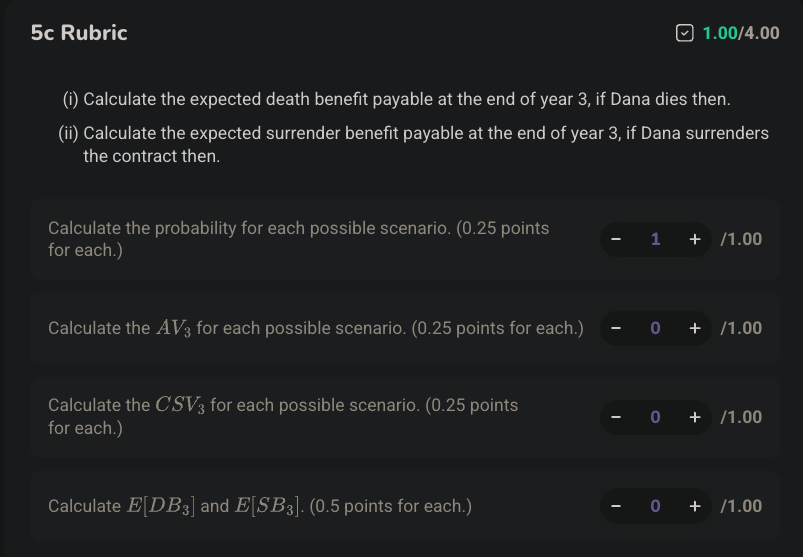 5c Rubric
1.00/4.00
(i) Calculate the expected death benefit payable at the end of year 3, if Dana dies then.
(ii) Calculate the expected surrender benefit payable at the end of year 3, if Dana surrenders
the contract then.
Calculate the probability for each possible scenario. (0.25 points
for each.)
− 1 + /1.00
Calculate the AV₃ for each possible scenario. (0.25 points for each.)
− 0 + /1.00
Calculate the CSV₃ for each possible scenario. (0.25 points
for each.)
− 0 + /1.00
Calculate E[DB₃] and E[SB₃]. (0.5 points for each.)
− 0 + /1.00